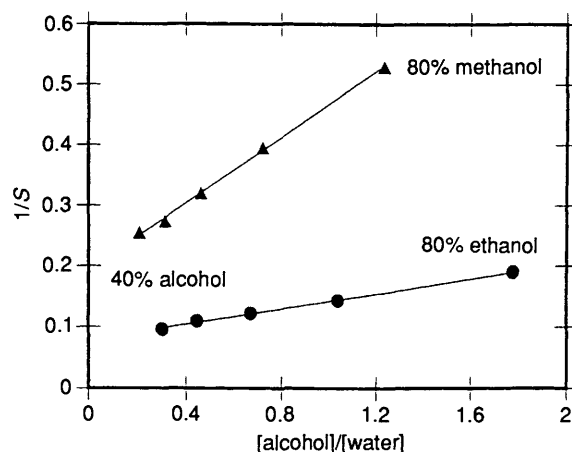 0.6
80% methanol
0.5
0.4
1/S
0.3
80% ethanol
0.2
40% alcohol
0.1
0
0 0.4 0.8 1.2 1.6 2
[alcohol]/[water]